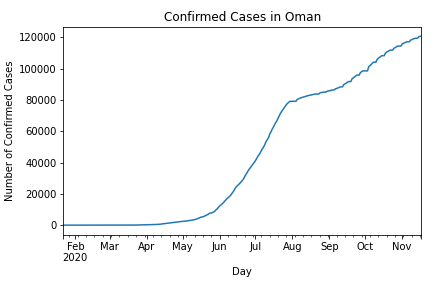 Confirmed Cases in Oman
Number of Confirmed Cases
120000
100000
80000
60000
40000
20000
0
Feb Mar Apr May Jun Jul Aug Sep Oct Nov
2020
Day